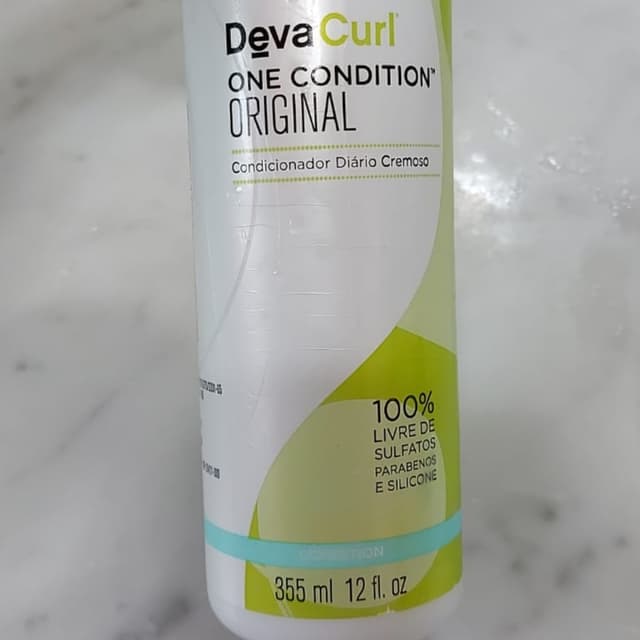 DevaCurl
ONE CONDITION™
ORIGINAL
Condicionador Diário Cremoso
100%
LIVRE DE
SULFATOS
PARABENOS
E SILICONE
355 ml 12 fl. oz